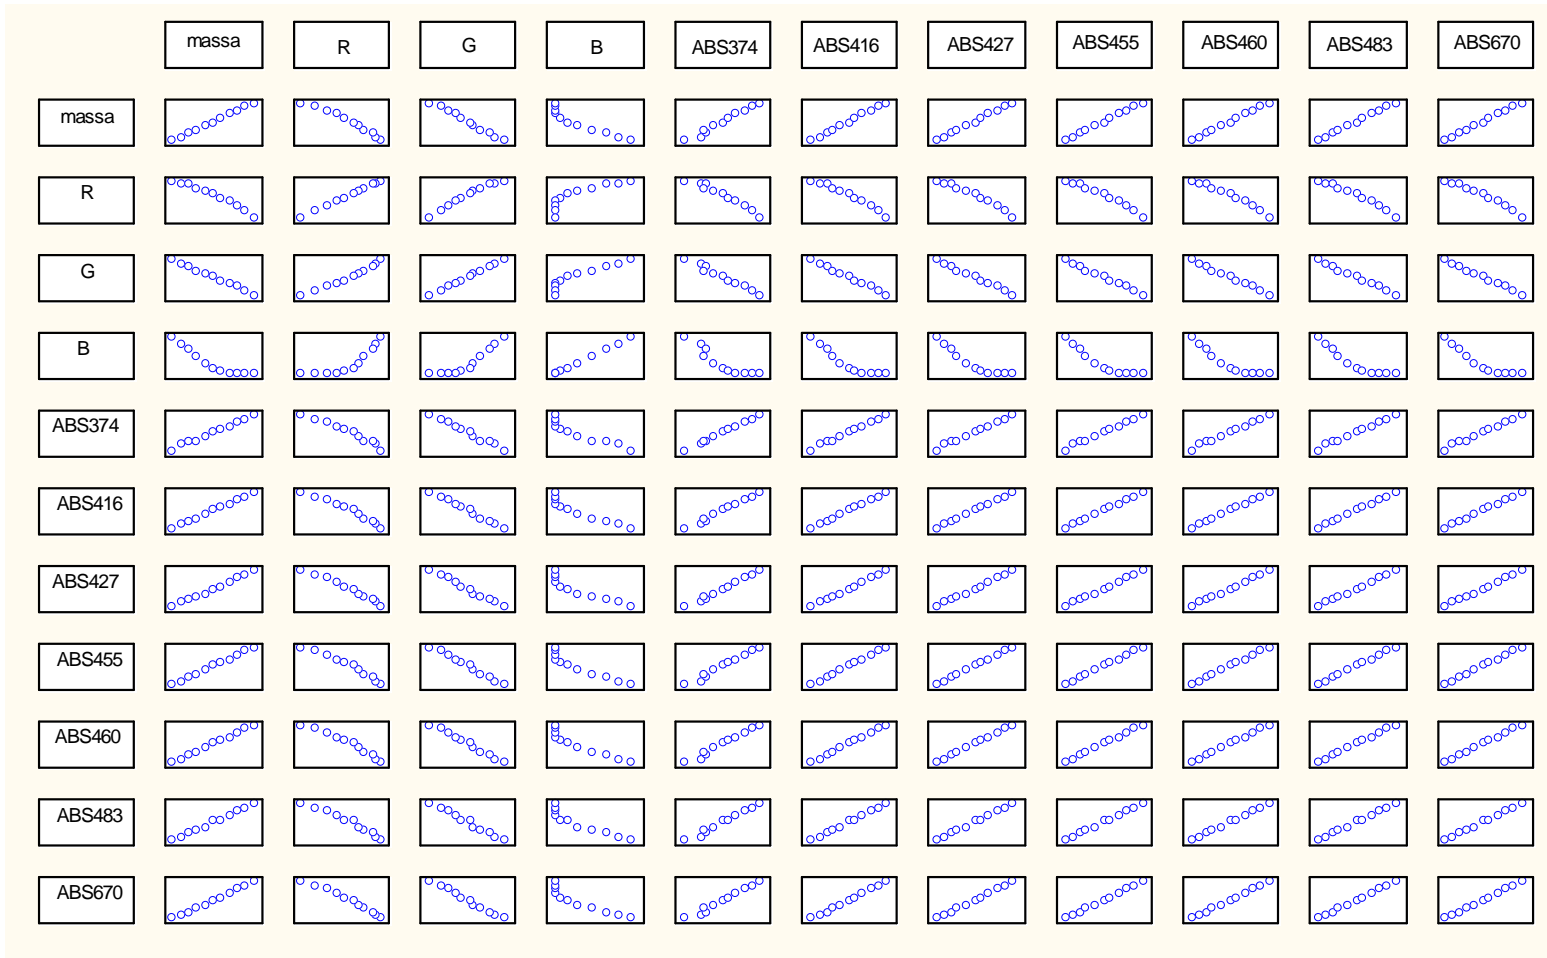 massa R G B ABS374 ABS416 ABS427 ABS455 ABS460 ABS483 ABS670
massa
R
G
B
ABS374
ABS416
ABS427
ABS455
ABS460
ABS483
ABS670